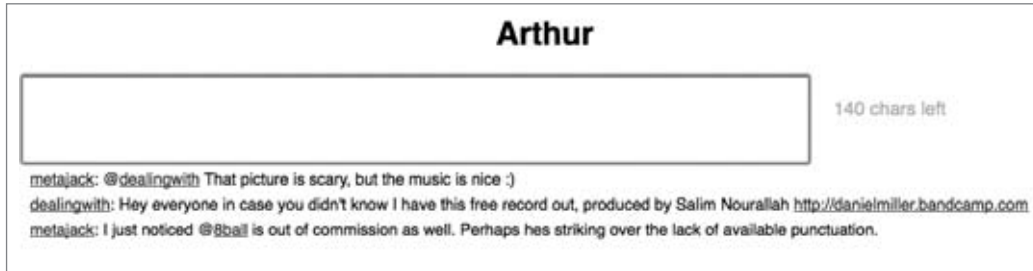 Arthur
140 chars left
metajack: @dealingwith That picture is scary, but the music is nice :)
dealingwith: Hey everyone in case you didn't know I have this free record out, produced by Salim Nourallah http://danielmiller.bandcamp.com
metajack: I just noticed @8ball is out of commission as well. Perhaps hes striking over the lack of available punctuation.